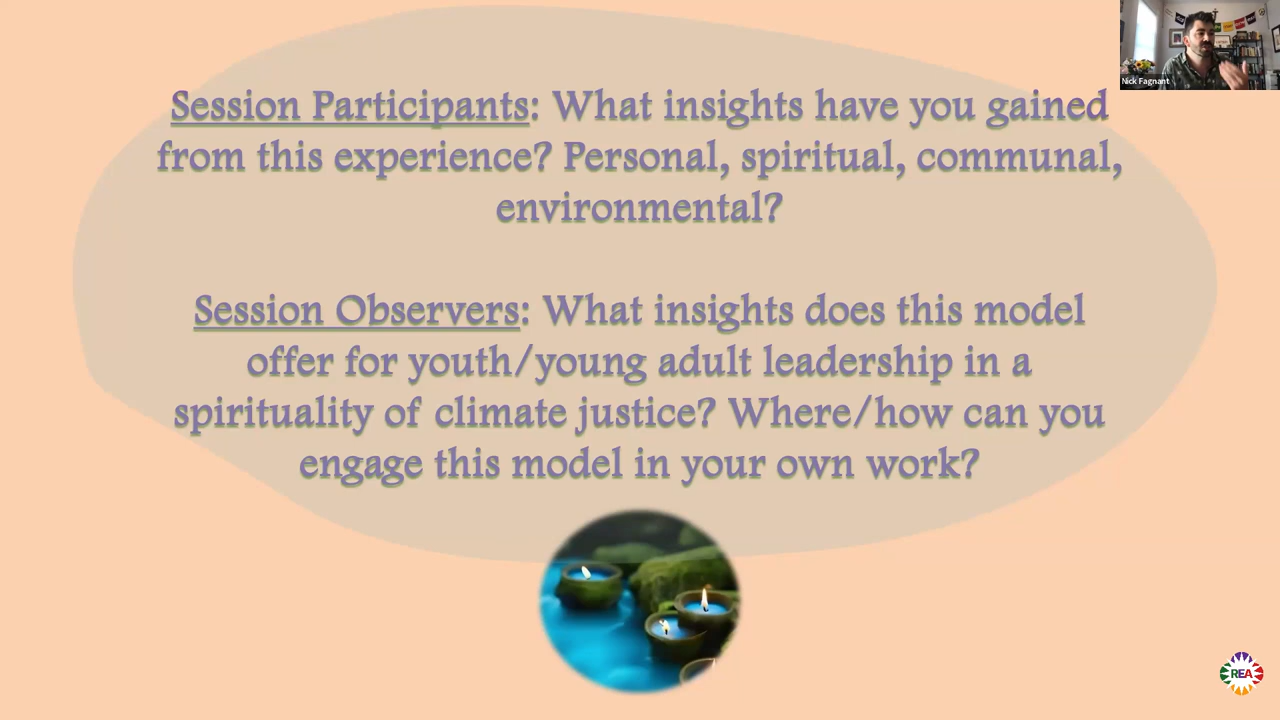 Nick Fagnant
Session Participants: What insights have you gained
from this experience? Personal, spiritual, communal,
environmental?
Session Observers: What insights does this model
offer for youth/young adult leadership in a
spirituality of climate justice? Where/how can you
engage this model in your own work?
REA